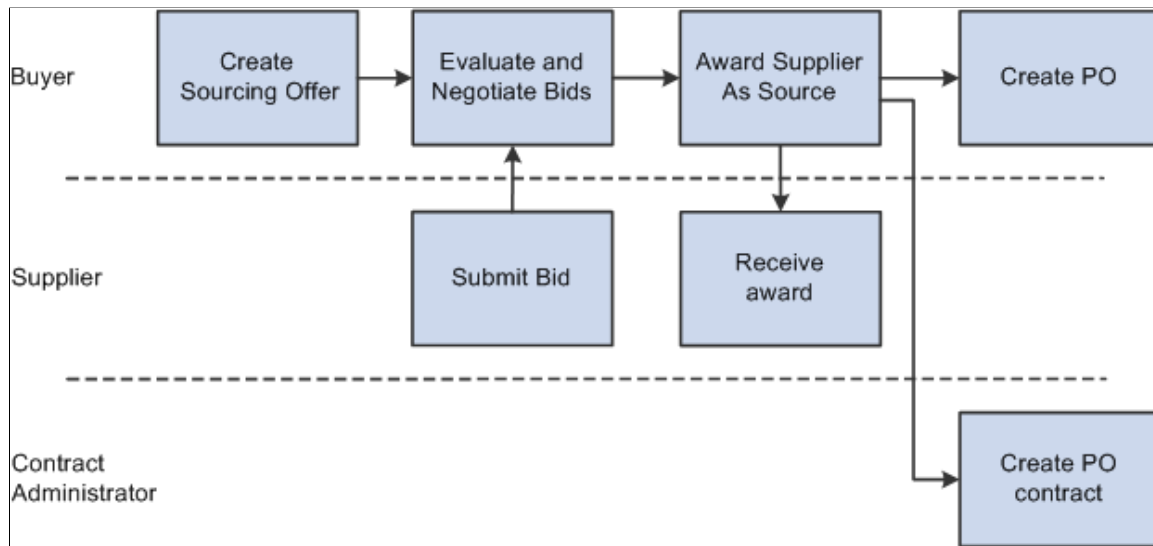 Buyer
Create
Sourcing Offer
Evaluate and
Negotiate Bids
Award Supplier
As Source
Create PO
Supplier
Submit Bid
Receive
award
Contract
Administrator
Create PO
contract